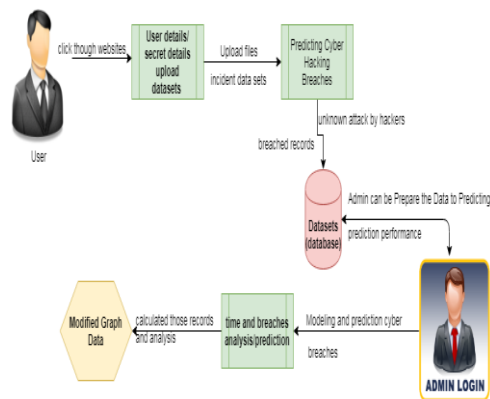 click though websites
User details/
secret details
upload
datasets
Upload files
incident data sets
Predicting Cyber
Hacking
Breaches
User
unknown attack by hackers
breached records
Datasets
(database)
Admin can be Prepare the Data to Predicting
prediction performance
ADMIN LOGIN
Modeling and prediction cyber
breaches
time and breaches
analysis/prediction
calculated those records
and analysis
Modified Graph
Data